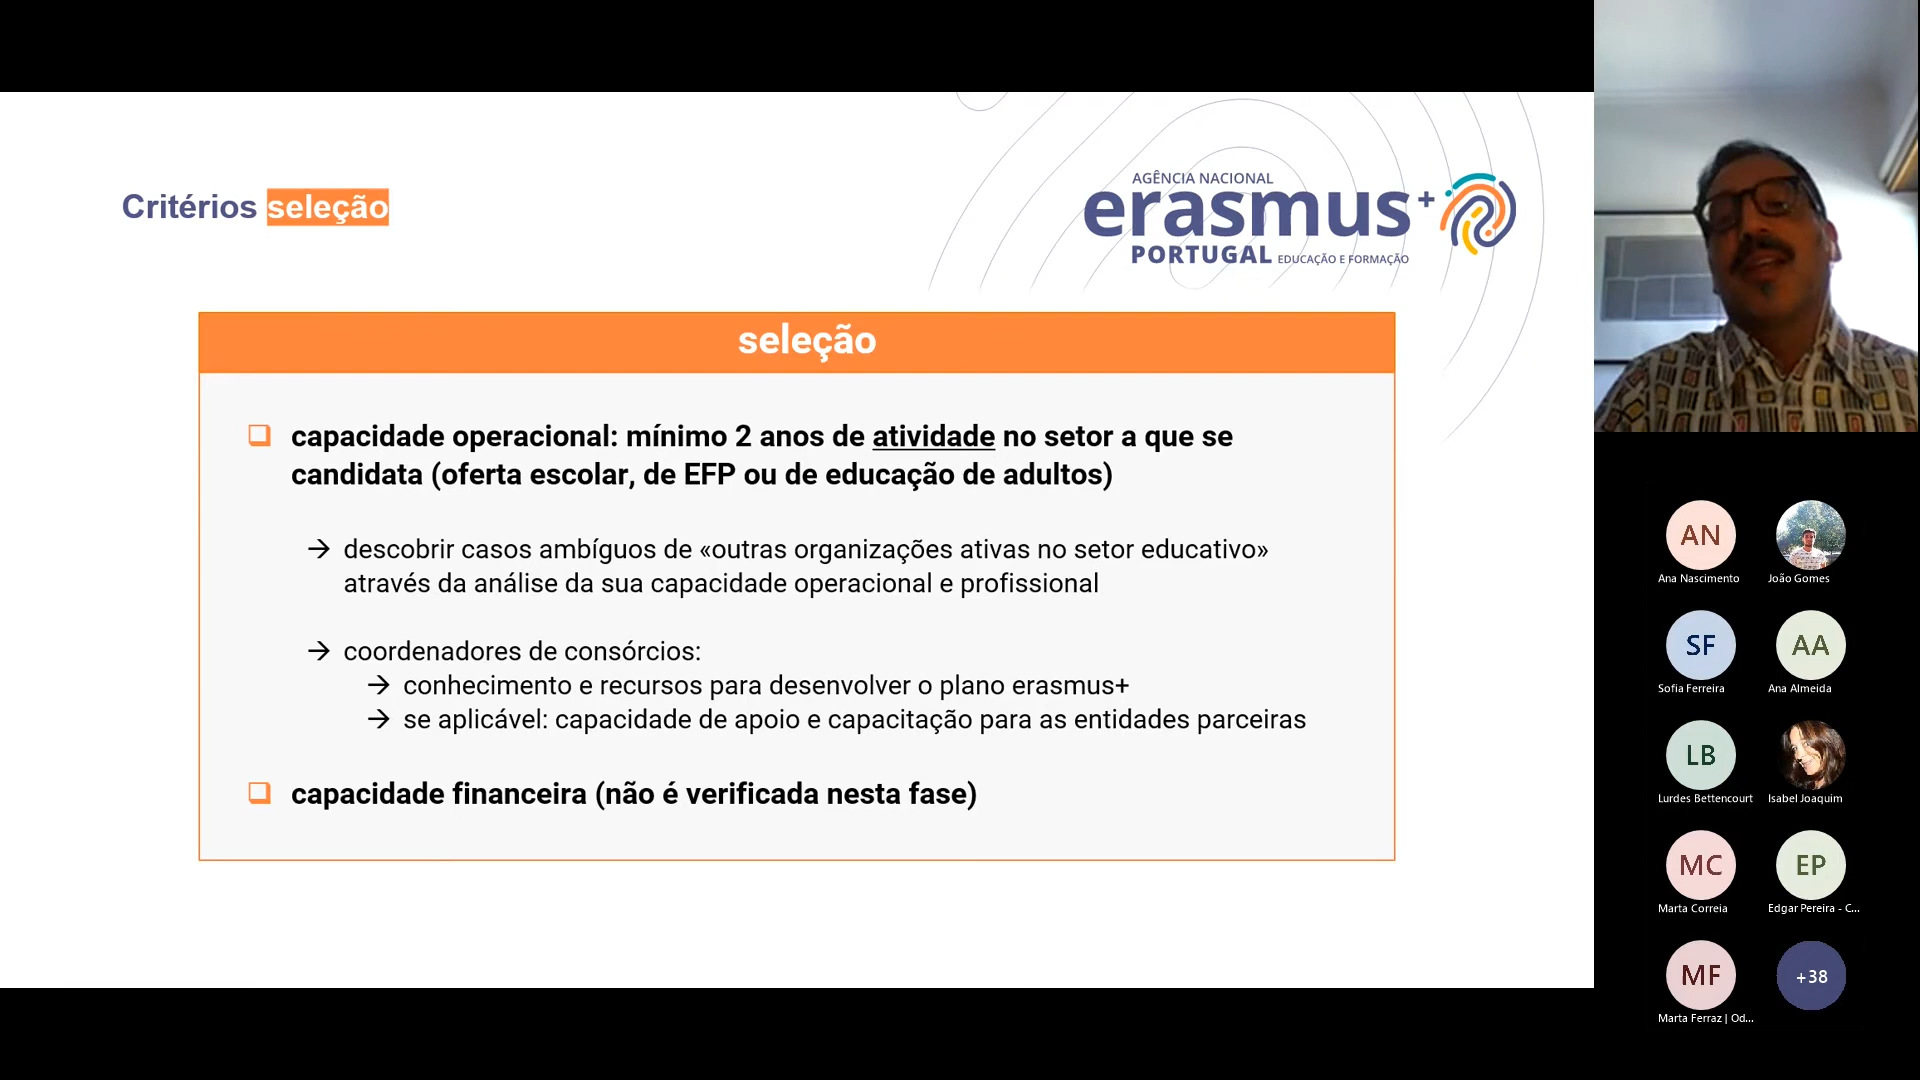 Critérios seleção
AGÊNCIA NACIONAL
erasmus+
PORTUGAL EDUCAÇÃO E FORMAÇÃO
seleção
capacidade operacional: mínimo 2 anos de atividade no setor a que se
candidata (oferta escolar, de EFP ou de educação de adultos)
→ descobrir casos ambíguos de «outras organizações ativas no setor educativo»
através da análise da sua capacidade operacional e profissional
→ coordenadores de consórcios:
→ conhecimento e recursos para desenvolver o plano erasmus+
→ se aplicável: capacidade de apoio e capacitação para as entidades parceiras
capacidade financeira (não é verificada nesta fase)
AN
Ana Nascimento
João Gomes
SF
AA
Sofia Ferreira
Ana Almeida
LB
Lurdes Bettencourt
Isabel Joaquim
MC
EP
Marta Correia
Edgar Pereira - C...
MF
+38
Marta Ferraz | Od...